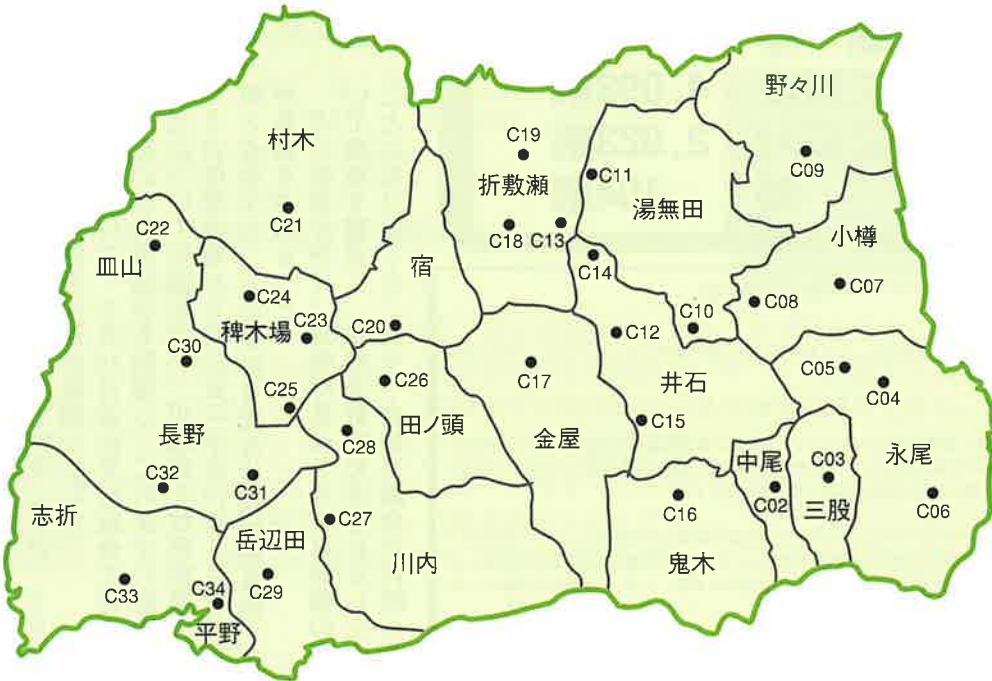 野々川
C09
村木
C21
C19
折敷瀬
C18
C13
C11
湯無田
C14
C10
小樽
C07
C08
C22
皿山
C24
稗木場
C23
C25
宿
C20
C30
長野
C32
C31
C26
田ノ頭
C28
C27
川内
C17
金屋
C12
井石
C15
C05
C04
永尾
C06
中尾
C02
C03
三股
C16
鬼木
志折
C33
C34
平野
岳辺田
C29